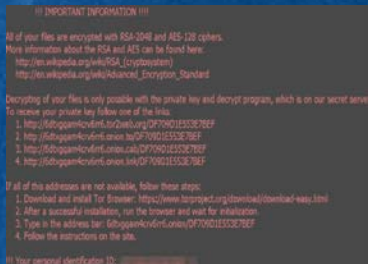 !!! IMPORTANT INFORMATION !!!!
All of your files are encrypted with RSA-2048 and AES-128 ciphers.
More information about the RSA and AES can be found here:
http://en.wikipedia.org/wiki/RSA_(cryptosystem)
http://en.wikipedia.org/wiki/Advanced_Encryption_Standard
Decrypting of your files is only possible with the private key and decrypt program, which is on our secret serve
To receive your private key follow one of the links:
1. http://6dtxgqam4crv6rr6.tor2web.org/DF709D1E553E7BEF
2. http://6dtxgqam4crv6rr6.onion.to/DF709D1E553E7BEF
3. http://6dtxgqam4crv6rr6.onion.cab/DF709D1E553E7BEF
4. http://6dtxgqam4crv6rr6.onion.link/DF709D1E553E7BEF
If all of this addresses are not available, follow these steps:
1. Download and install Tor Browser: https://www.torproject.org/download/download-easy.html
2. After a successful installation, run the browser and wait for initialization.
3. Type in the address bar: 6dtxgqam4crv6rr6.onion/DF709D1E553E7BEF
4. Follow the instructions on the site.
!!! Your personal identification ID: